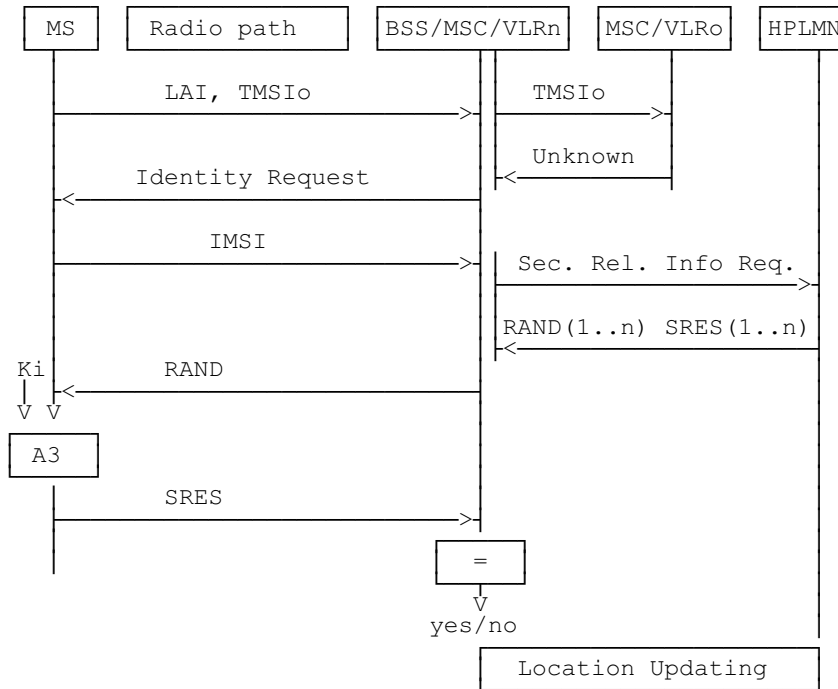 MS Radio path BSS/MSC/VLRn MSC/VLRo HPLMN
LAI, TMSIo TMSIo
Unknown
Identity Request
IMSI
Sec. Rel. Info Req.
RAND(1..n) SRES(1..n)
Ki RAND
A3
SRES
=
yes/no
Location Updating